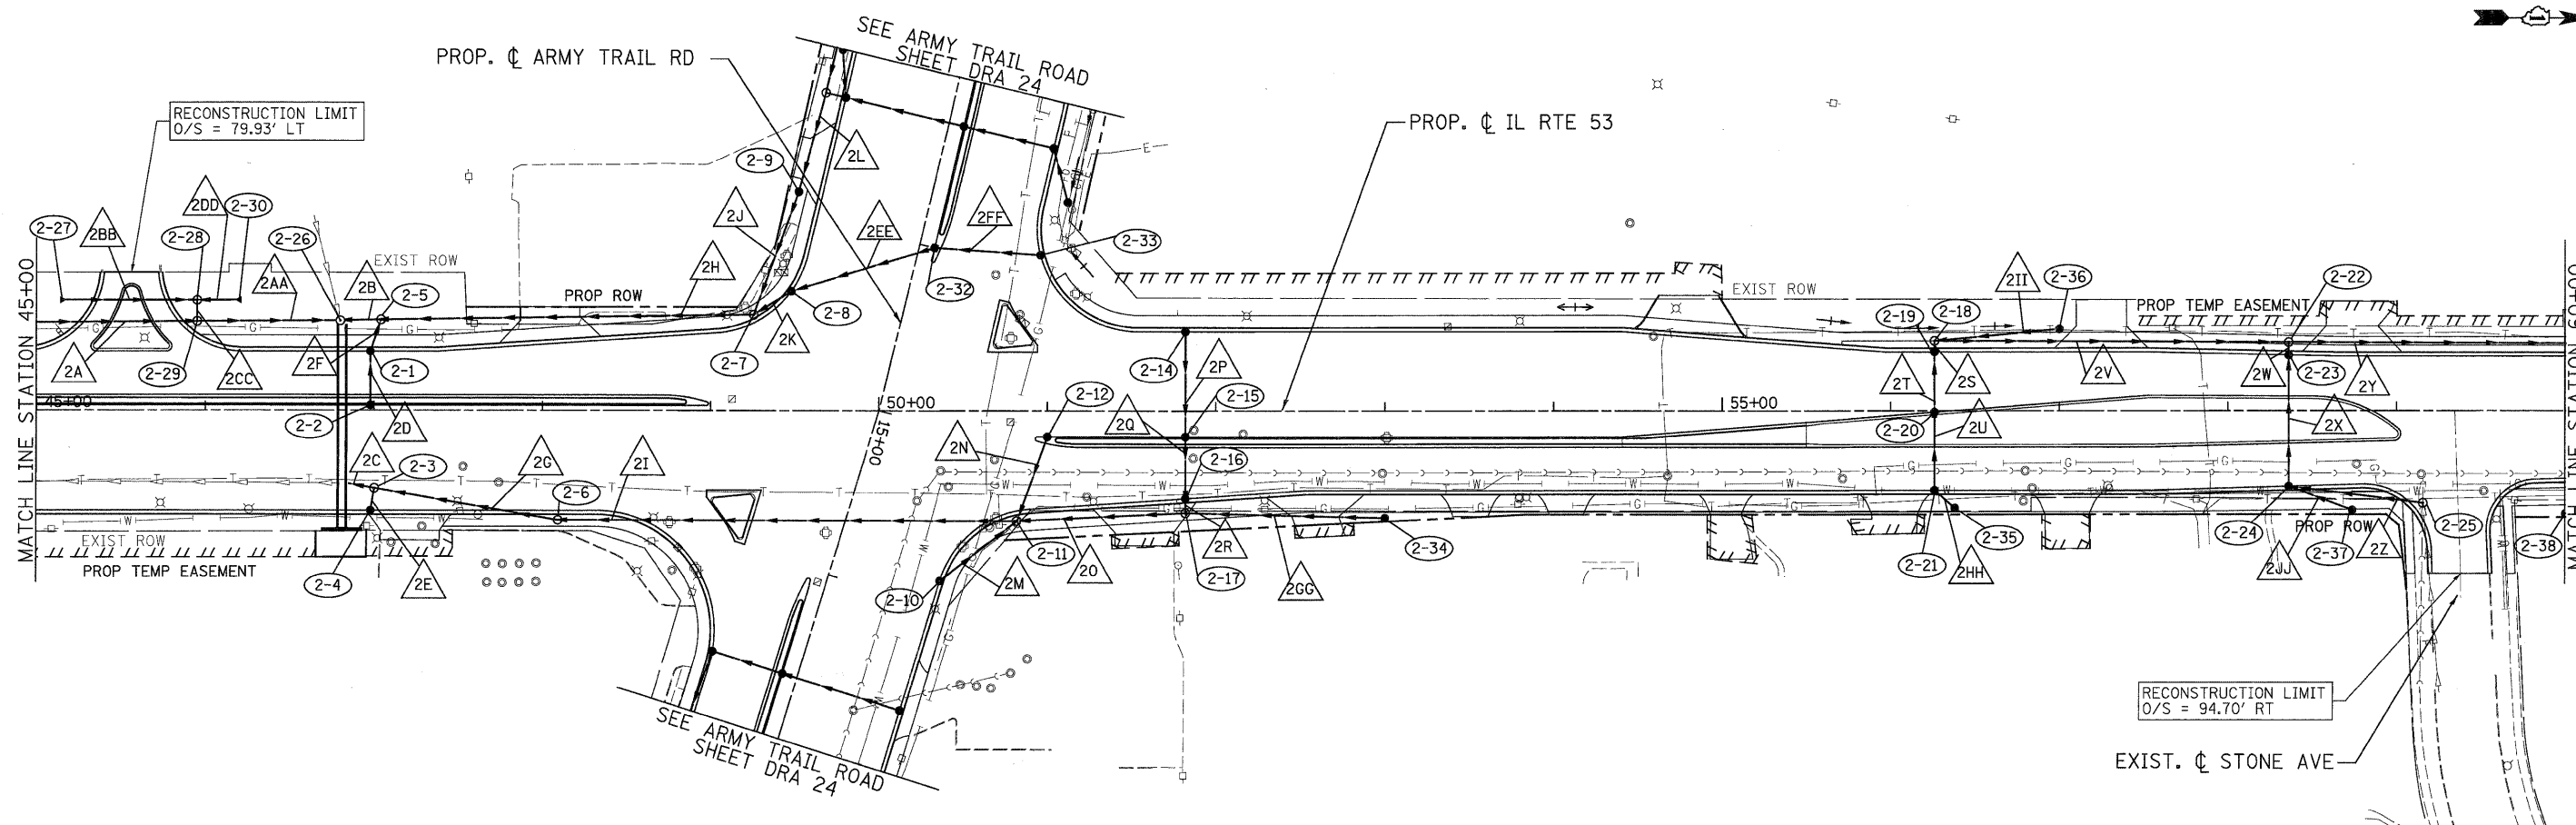 SEE ARMY TRAIL ROAD
SHEET DRA 24
PROP. ℄ ARMY TRAIL RD
RECONSTRUCTION LIMIT
O/S = 79.93' LT
PROP. ℄ IL RTE 53
2L
2-9
2-27
2BB
2DD
2-30
2-28
2-26
2AA
2B
2-5
EXIST ROW
2J
2EE
2FF
2-33
2H
PROP ROW
2-32
2-8
2K
2-7
EXIST ROW
2II
2-36
2-22
PROP TEMP EASEMENT
2-19
2-18
2A
2-29
2CC
2F
2-1
2-14
2P
2T
2S
2V
2W
2-23
2Y
MATCH LINE STATION 45+00
45+00
2-2
2D
50+00
15+00
2-12
2Q
2-15
55+00
2-20
2U
2X
MATCH LINE STATION 60+00
2C
2-3
2G
2-6
2I
2N
2-16
EXIST ROW
PROP TEMP EASEMENT
2-4
2E
2-10
2M
2-11
2O
2R
2-17
2GG
2-34
2-21
2HH
2-35
2-24
2JJ
PROP ROW
2-37
2Z
2-25
2-38
SEE ARMY TRAIL ROAD
SHEET DRA 24
RECONSTRUCTION LIMIT
O/S = 94.70' RT
EXIST. ℄ STONE AVE